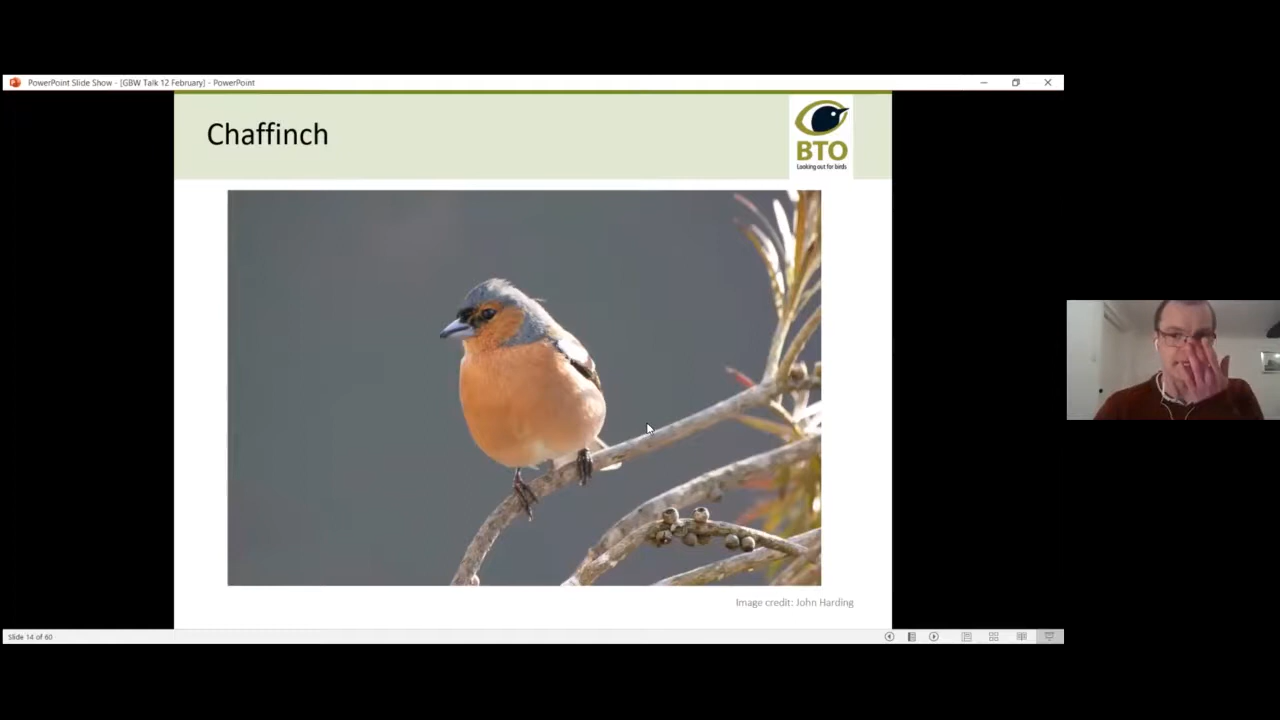 PowerPoint Slide Show - [GBW Talk 12 February] - PowerPoint
Chaffinch
BTO
Looking out for birds
Image credit: John Harding
Slide 14 of 60